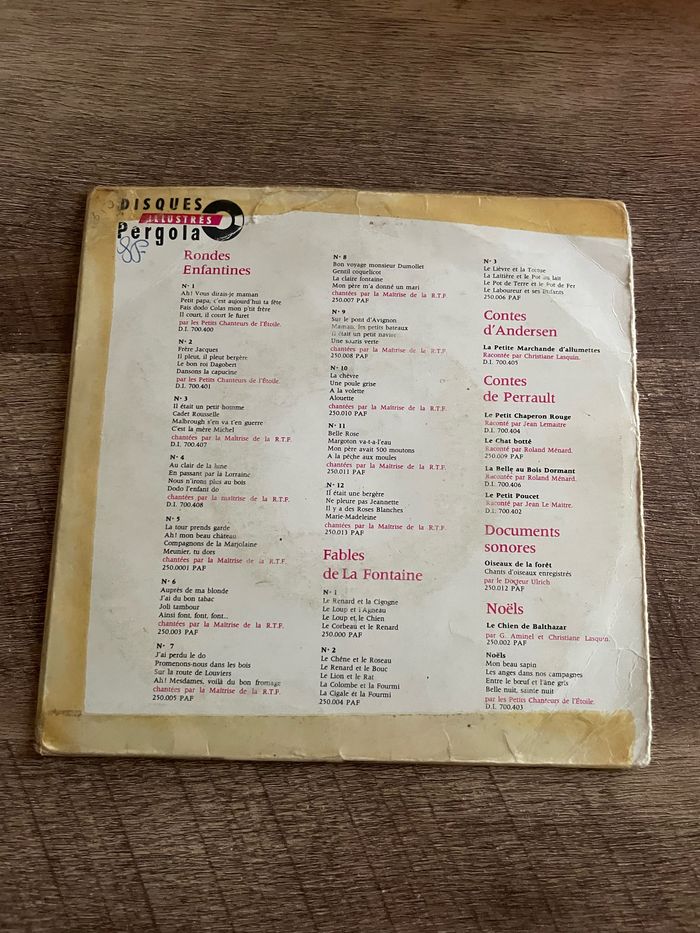 DISQUES
ILLUSTRÉS
Pergola
Rondes
Enfantines
N° 1
Ah! Vous dirais-je maman
Petit papa, c'est aujourd'hui ta fête
Fais dodo Colas mon p'tit frère
Il court, il court le furet
par les Petits Chanteurs de l'Étoile.
D.I. 700.400
N° 2
Frère Jacques
Il pleut, il pleut bergère
Le bon roi Dagobert
Dansons la capucine
par les Petits Chanteurs de l'Étoile.
D.I. 700.401
N° 3
Il était un petit homme
Cadet Rousselle
Malbrough s'en va t'en guerre
C'est la mère Michel
chantées par la Maîtrise de la R.T.F.
D.I. 700.407
N° 4
Au clair de la lune
En passant par la Lorraine
Nous n'irons plus au bois
Dodo l'enfant do
chantées par la maîtrise de la R.T.F.
D.I. 700.408
N° 5
La tour prends garde
Ah! mon beau château
Compagnons de la Marjolaine
Meunier, tu dors
chantées par la Maîtrise de la R.T.F.
250.0001 PAF
N° 6
Auprès de ma blonde
J'ai du bon tabac
Joli tambour
Ainsi font, font, font...
chantées par la Maîtrise de la R.T.F.
250.003 PAF
N° 7
J'ai perdu le do
Promenons-nous dans les bois
Sur la route de Louviers
Ah! Mesdames, voilà du bon fromage
chantées par la Maîtrise de la R.T.F.
250.005 PAF
N° 8
Bon voyage monsieur Dumollet
Gentil coquelicot
La claire fontaine
Mon père m'a donné un mari
chantées par la Maîtrise de la R.T.F.
250.007 PAF
N° 9
Sur le pont d'Avignon
Maman, les petits bateaux
Il était un petit navire
Une souris verte
chantées par la Maîtrise de la R.T.F.
250.008 PAF
N° 10
La chèvre
Une poule grise
A la volette
Alouette
chantées par la Maîtrise de la R.T.F.
250.010 PAF
N° 11
Belle Rose
Margoton va-t-a-l'eau
Mon père avait 500 moutons
A la pêche aux moules
chantées par la Maîtrise de la R.T.F.
250.011 PAF
N° 12
Il était une bergère
Ne pleure pas Jeannette
Il y a des Roses Blanches
Marie-Madeleine
chantées par la Maîtrise de la R.T.F.
250.013 PAF
Fables
de La Fontaine
N° 1
Le Renard et la Cigogne
Le Loup et l'Agneau
Le Loup et le Chien
Le Corbeau et le Renard
250.000 PAF
N° 2
Le Chêne et le Roseau
Le Renard et le Bouc
Le Lion et le Rat
La Colombe et la Fourmi
La Cigale et la Fourmi
250.004 PAF
N° 3
Le Lièvre et la Tortue
La Laitière et le Pot au lait
Le Pot de Terre et le Pot de Fer
Le Laboureur et ses Enfants
250.006 PAF
Contes
d'Andersen
La Petite Marchande d'allumettes
Racontée par Christiane Lasquin.
D.I. 700.405
Contes
de Perrault
Le Petit Chaperon Rouge
Raconté par Jean Lemaitre
D.I. 700.404
Le Chat botté
Raconté par Roland Ménard.
250.009 PAF
La Belle au Bois Dormant
Racontée par Roland Ménard.
D.I. 700.406
Le Petit Poucet
Raconté par Jean Le Maitre.
D.I. 700.402
Documents
sonores
Oiseaux de la forêt
Chants d'oiseaux enregistrés
par le Docteur Ulrich
250.012 PAF
Noëls
Le Chien de Balthazar
par G. Aminel et Christiane Lasquin.
250.002 PAF
Noëls
Mon beau sapin
Les anges dans nos campagnes
Entre le bœuf et l'âne gris
Belle nuit, sainte nuit
par les Petits Chanteurs de l'Étoile.
D.I. 700.403